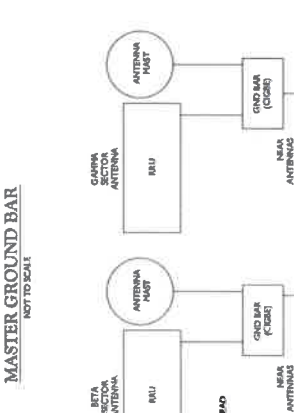 MASTER GROUND BAR
NOT TO SCALE
GAMMA
SECTOR
ANTENNA
RRU
ANTENNA
MAST
GND BAR
(CIGBE)
NEAR
ANTENNAS
BETA
SECTOR
ANTENNA
RRU
ANTENNA
MAST
GND BAR
(CIGBE)
NEAR
ANTENNAS